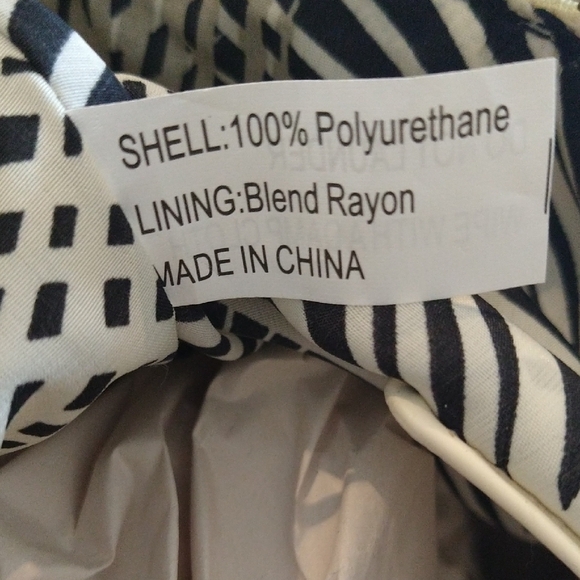 SHELL:100% Polyurethane
LINING:Blend Rayon
MADE IN CHINA